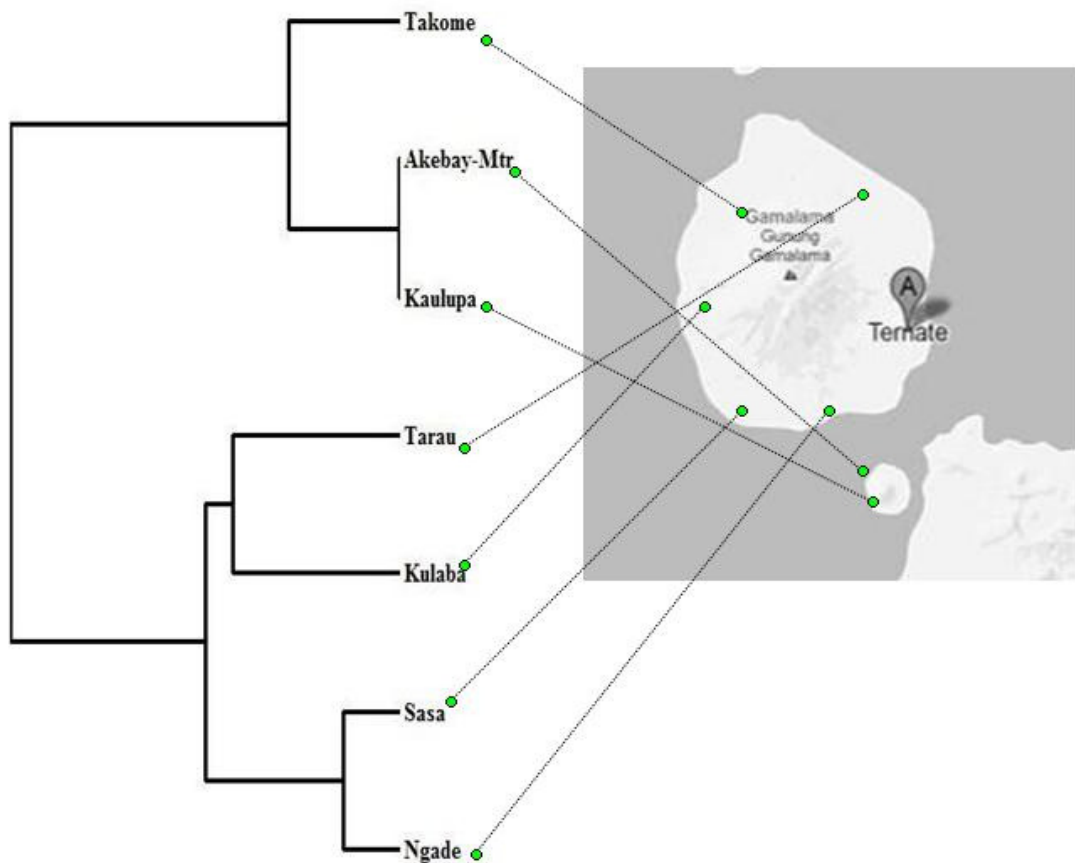 Takome
Akebay-Mtr
Kaulupa
Tarau
Kulaba
Sasa
Ngade
Gamalama
Gunung
Gamalama
A
Ternate